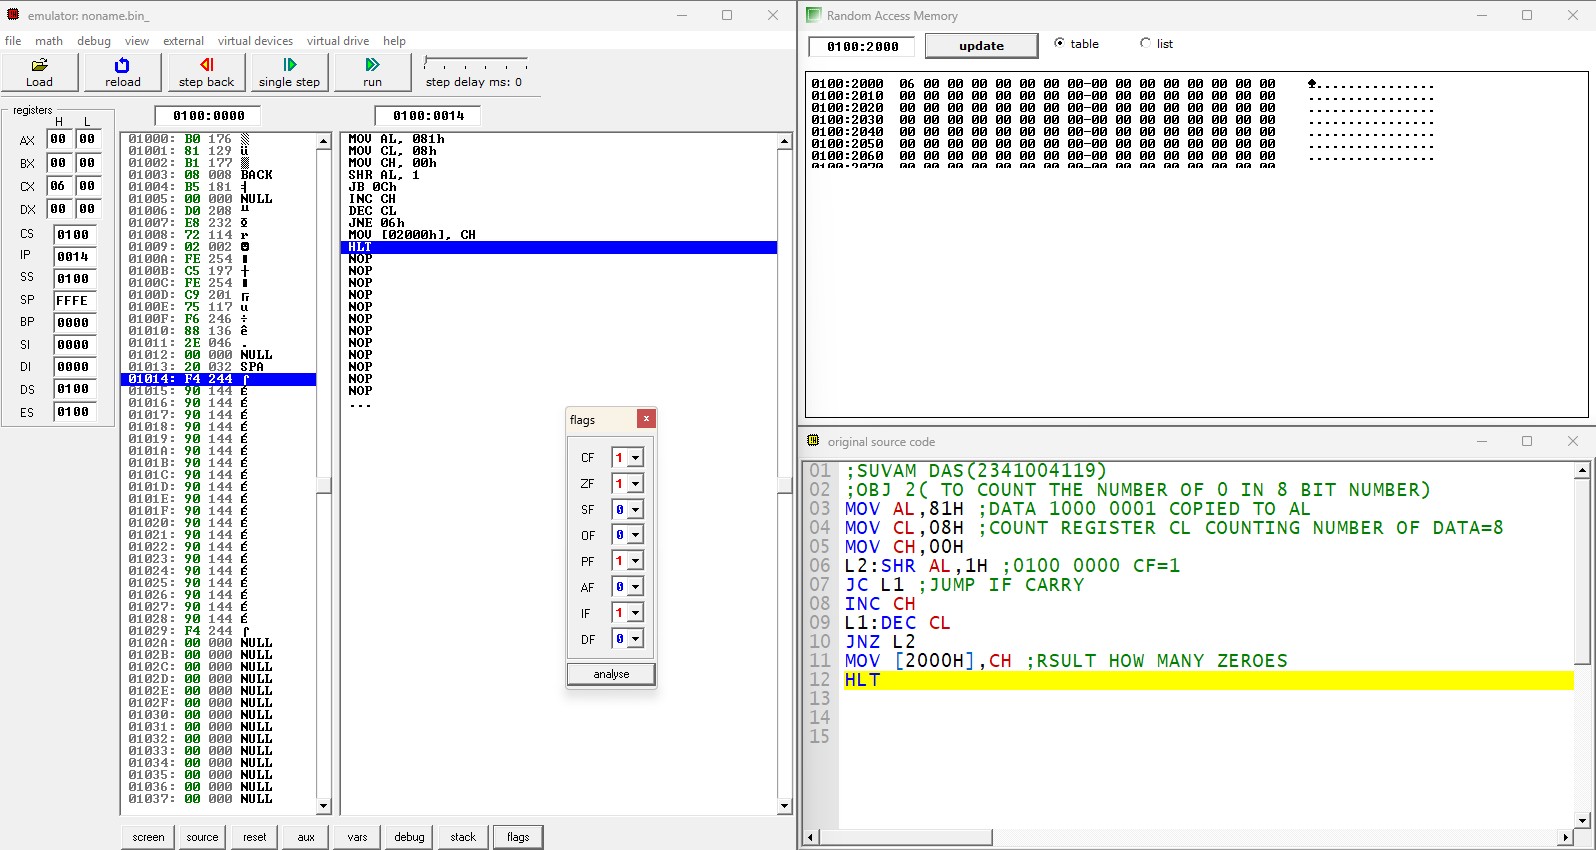 emulator: noname.bin_
file math debug view external virtual devices virtual drive help
Load reload step back single step run step delay ms: 0
registers
H L
0100:0000
0100:0014
AX 00 00
BX 00 00
CX 06 00
DX 00 00
CS 0100
IP 0014
SS 0100
SP FFFE
BP 0000
SI 0000
DI 0000
DS 0100
ES 0100
01000: B0 176 ▒
01001: 81 129 ü
01002: B1 177 ▒
01003: 08 008 BACK
01004: B5 181 ╡
01005: 00 000 NULL
01006: D0 208 ╨
01007: E8 232
01008: 72 114 r
01009: 02 002 ☻
0100A: FE 254 ■
0100B: C5 197 ┼
0100C: FE 254 ■
0100D: C9 201 ╔
0100E: 75 117 u
0100F: F6 246 ÷
01010: 88 136 ê
01011: 2E 046 .
01012: 00 000 NULL
01013: 20 032 SPA
01014: F4 244 ⌠
01015: 90 144 É
01016: 90 144 É
01017: 90 144 É
01018: 90 144 É
01019: 90 144 É
0101A: 90 144 É
0101B: 90 144 É
0101C: 90 144 É
0101D: 90 144 É
0101E: 90 144 É
0101F: 90 144 É
01020: 90 144 É
01021: 90 144 É
01022: 90 144 É
01023: 90 144 É
01024: 90 144 É
01025: 90 144 É
01026: 90 144 É
01027: 90 144 É
01028: 90 144 É
01029: F4 244 ⌠
0102A: 00 000 NULL
0102B: 00 000 NULL
0102C: 00 000 NULL
0102D: 00 000 NULL
0102E: 00 000 NULL
0102F: 00 000 NULL
01030: 00 000 NULL
01031: 00 000 NULL
01032: 00 000 NULL
01033: 00 000 NULL
01034: 00 000 NULL
01035: 00 000 NULL
01036: 00 000 NULL
01037: 00 000 NULL
MOV AL, 081h
MOV CL, 08h
MOV CH, 00h
SHR AL, 1
JB 0Ch
INC CH
DEC CL
JNE 06h
MOV [02000h], CH
HLT
NOP
NOP
NOP
NOP
NOP
NOP
NOP
NOP
NOP
NOP
NOP
NOP
...
flags
CF 1
ZF 1
SF 0
OF 0
PF 1
AF 0
IF 1
DF 0
analyse
screen source reset aux vars debug stack flags
Random Access Memory
0100:2000 update table list
0100:2000 06 00 00 00 00 00 00 00-00 00 00 00 00 00 00 00 ♠...............
0100:2010 00 00 00 00 00 00 00 00-00 00 00 00 00 00 00 00 ................
0100:2020 00 00 00 00 00 00 00 00-00 00 00 00 00 00 00 00 ................
0100:2030 00 00 00 00 00 00 00 00-00 00 00 00 00 00 00 00 ................
0100:2040 00 00 00 00 00 00 00 00-00 00 00 00 00 00 00 00 ................
0100:2050 00 00 00 00 00 00 00 00-00 00 00 00 00 00 00 00 ................
0100:2060 00 00 00 00 00 00 00 00-00 00 00 00 00 00 00 00 ................
0100:2070 00 00 00 00 00 00 00 00-00 00 00 00 00 00 00 00
original source code
01 ;SUVAM DAS(2341004119)
02 ;OBJ 2( TO COUNT THE NUMBER OF 0 IN 8 BIT NUMBER)
03 MOV AL,81H ;DATA 1000 0001 COPIED TO AL
04 MOV CL,08H ;COUNT REGISTER CL COUNTING NUMBER OF DATA=8
05 MOV CH,00H
06 L2:SHR AL,1H ;0100 0000 CF=1
07 JC L1 ;JUMP IF CARRY
08 INC CH
09 L1:DEC CL
10 JNZ L2
11 MOV [2000H],CH ;RSULT HOW MANY ZEROES
12 HLT
13
14
15